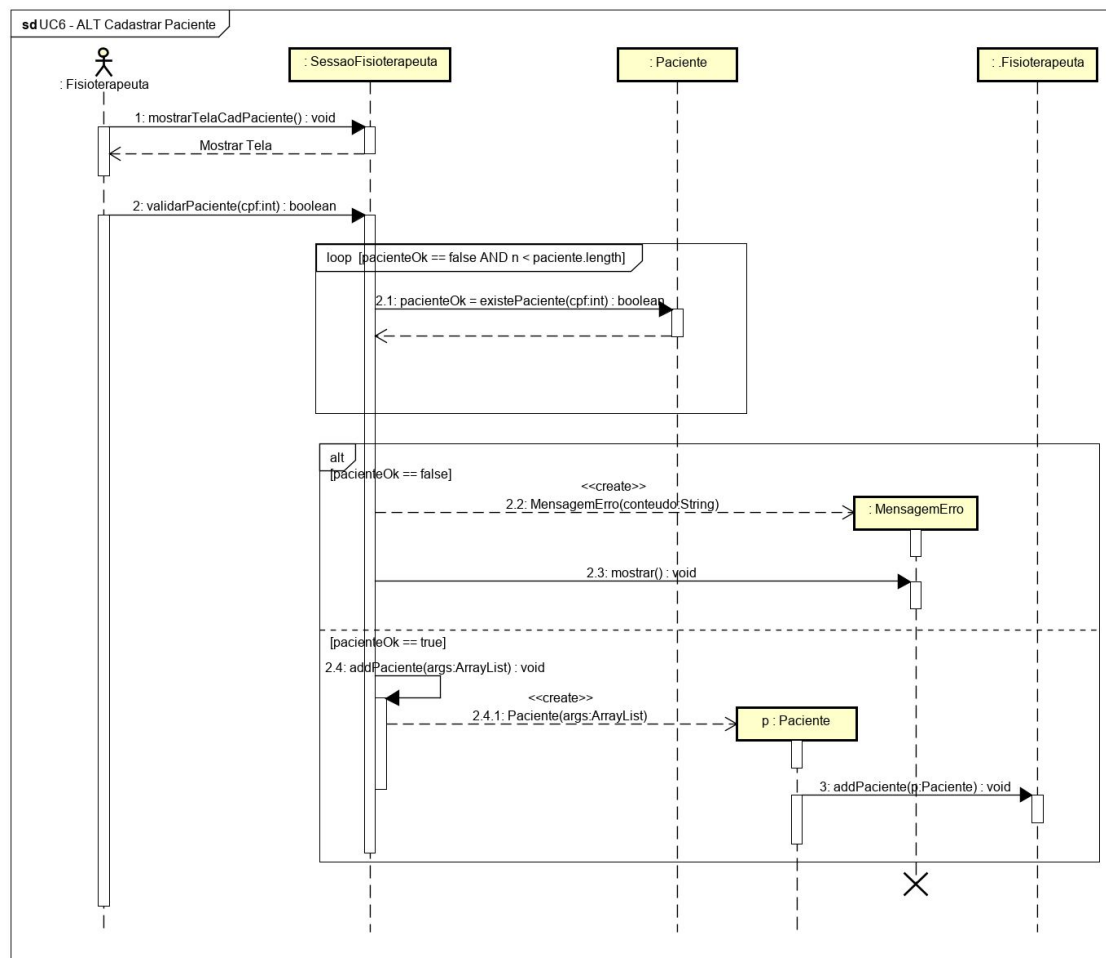 sd UC6 - ALT Cadastrar Paciente
: Fisioterapeuta
: SessaoFisioterapeuta
: Paciente
: .Fisioterapeuta
1: mostrarTelaCadPaciente() : void
Mostrar Tela
2: validarPaciente(cpf:int) : boolean
loop [pacienteOk == false AND n < paciente.length]
2.1: pacienteOk = existePaciente(cpf:int) : boolean
alt
[pacienteOk == false]
<<create>>
2.2: MensagemErro(conteudo:String)
: MensagemErro
2.3: mostrar() : void
[pacienteOk == true]
2.4: addPaciente(args:ArrayList) : void
<<create>>
2.4.1: Paciente(args:ArrayList)
p : Paciente
3: addPaciente(p:Paciente) : void